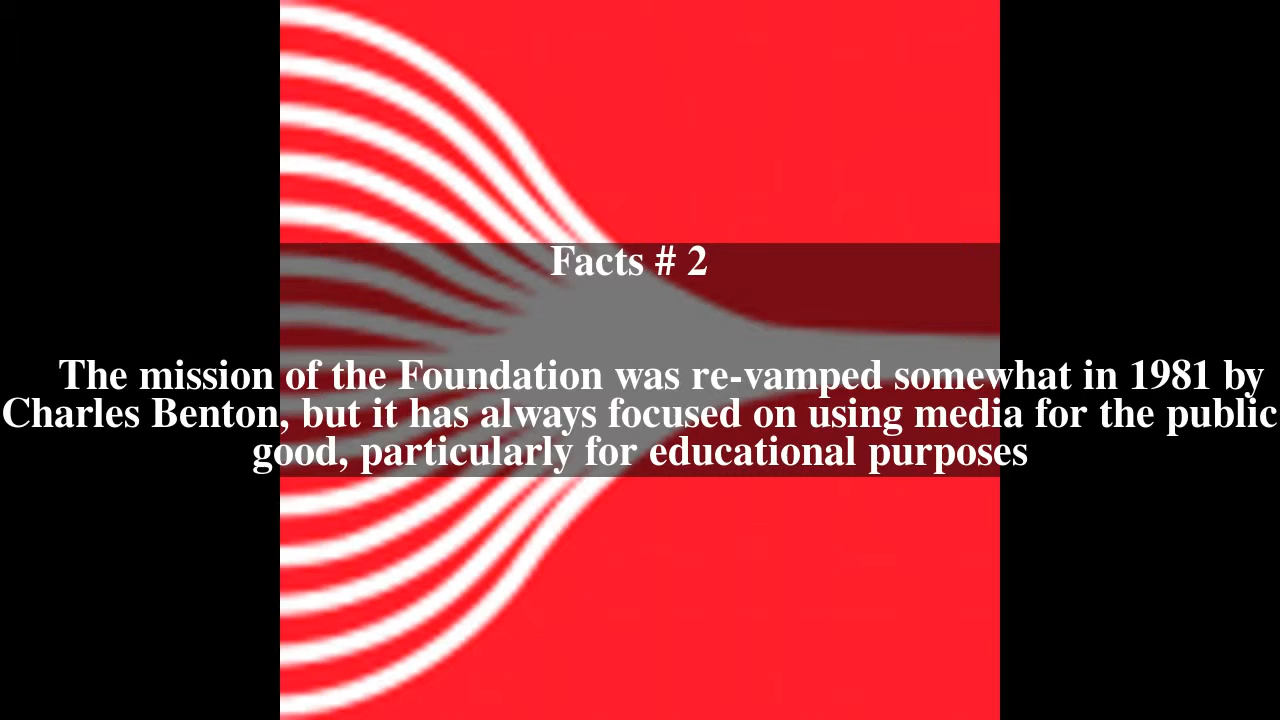 Facts # 2
The mission of the Foundation was re-vamped somewhat in 1981 by
Charles Benton, but it has always focused on using media for the public
good, particularly for educational purposes